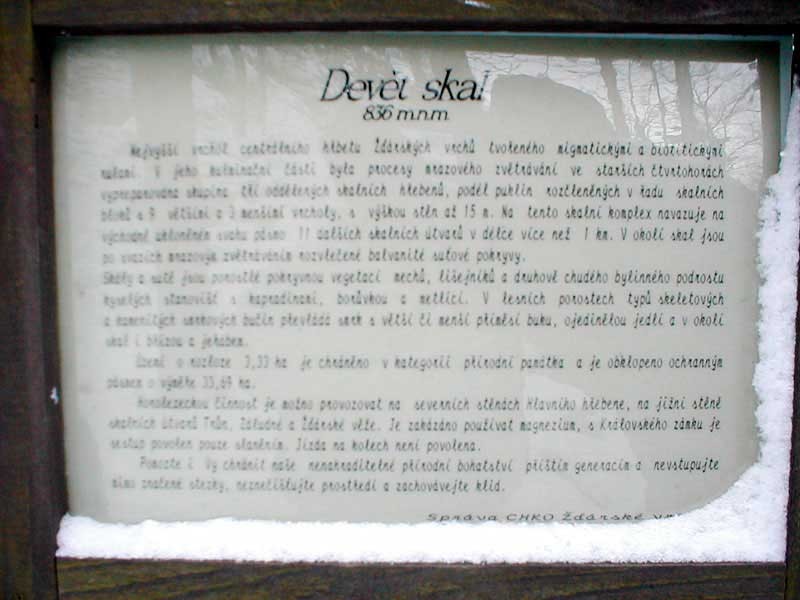 Devět skal
836 m.n.m.
Nejvyšší vrchol centrálního hřbetu Žďárských vrchů tvořeného migmatickými a biotitickými
rulami. V jeho kulminační části byla procesy mrazového zvětrávání ve starších čtvrtohorách
vypreparována skupina tří oddělených skalních hřebenů, podél puklin rozčleněných v řadu skalních
bloků s 9 většími a 3 menšími vrcholy, s výškou stěn až 15 m. Na tento skalní komplex navazuje na
východně ukloněném svahu pásmo 11 dalších skalních útvarů v délce více než 1 km. V okolí skal jsou
po svazích mrazovým zvětráváním rozvlečené balvanité suťové pokryvy.
Skály a sutě jsou porostlé pokryvnou vegetací mechů, lišejníků a druhově chudého bylinného podrostu
kyselých stanovišť s kapradinami, borůvkou a metlicí. V lesních porostech typů skeletových
a kamenitých smrkových bučin převládá smrk s větší či menší příměsí buku, ojedinělou jedlí a v okolí
skal i břízou a jeřabem.
Území o rozloze 3,33 ha je chráněno v kategorii přírodní památka a je obklopeno ochranným
pásmem o výměře 33,69 ha.
Horolezeckou činnost je možno provozovat na severních stěnách Hlavního hřebene, na jižní stěně
skalních útvarů Trůn, Záludné a Žďárské věže. Je zakázáno používat magnezium, s Královského zámku je
sestup povolen pouze slaněním. Jízda na kolech není povolena.
Pomozte i Vy chránit naše nenahraditelné přírodní bohatství příštím generacím a nevstupujte
mimo značené stezky, neznečišťujte prostředí a zachovávejte klid.
Správa CHKO Žďárské